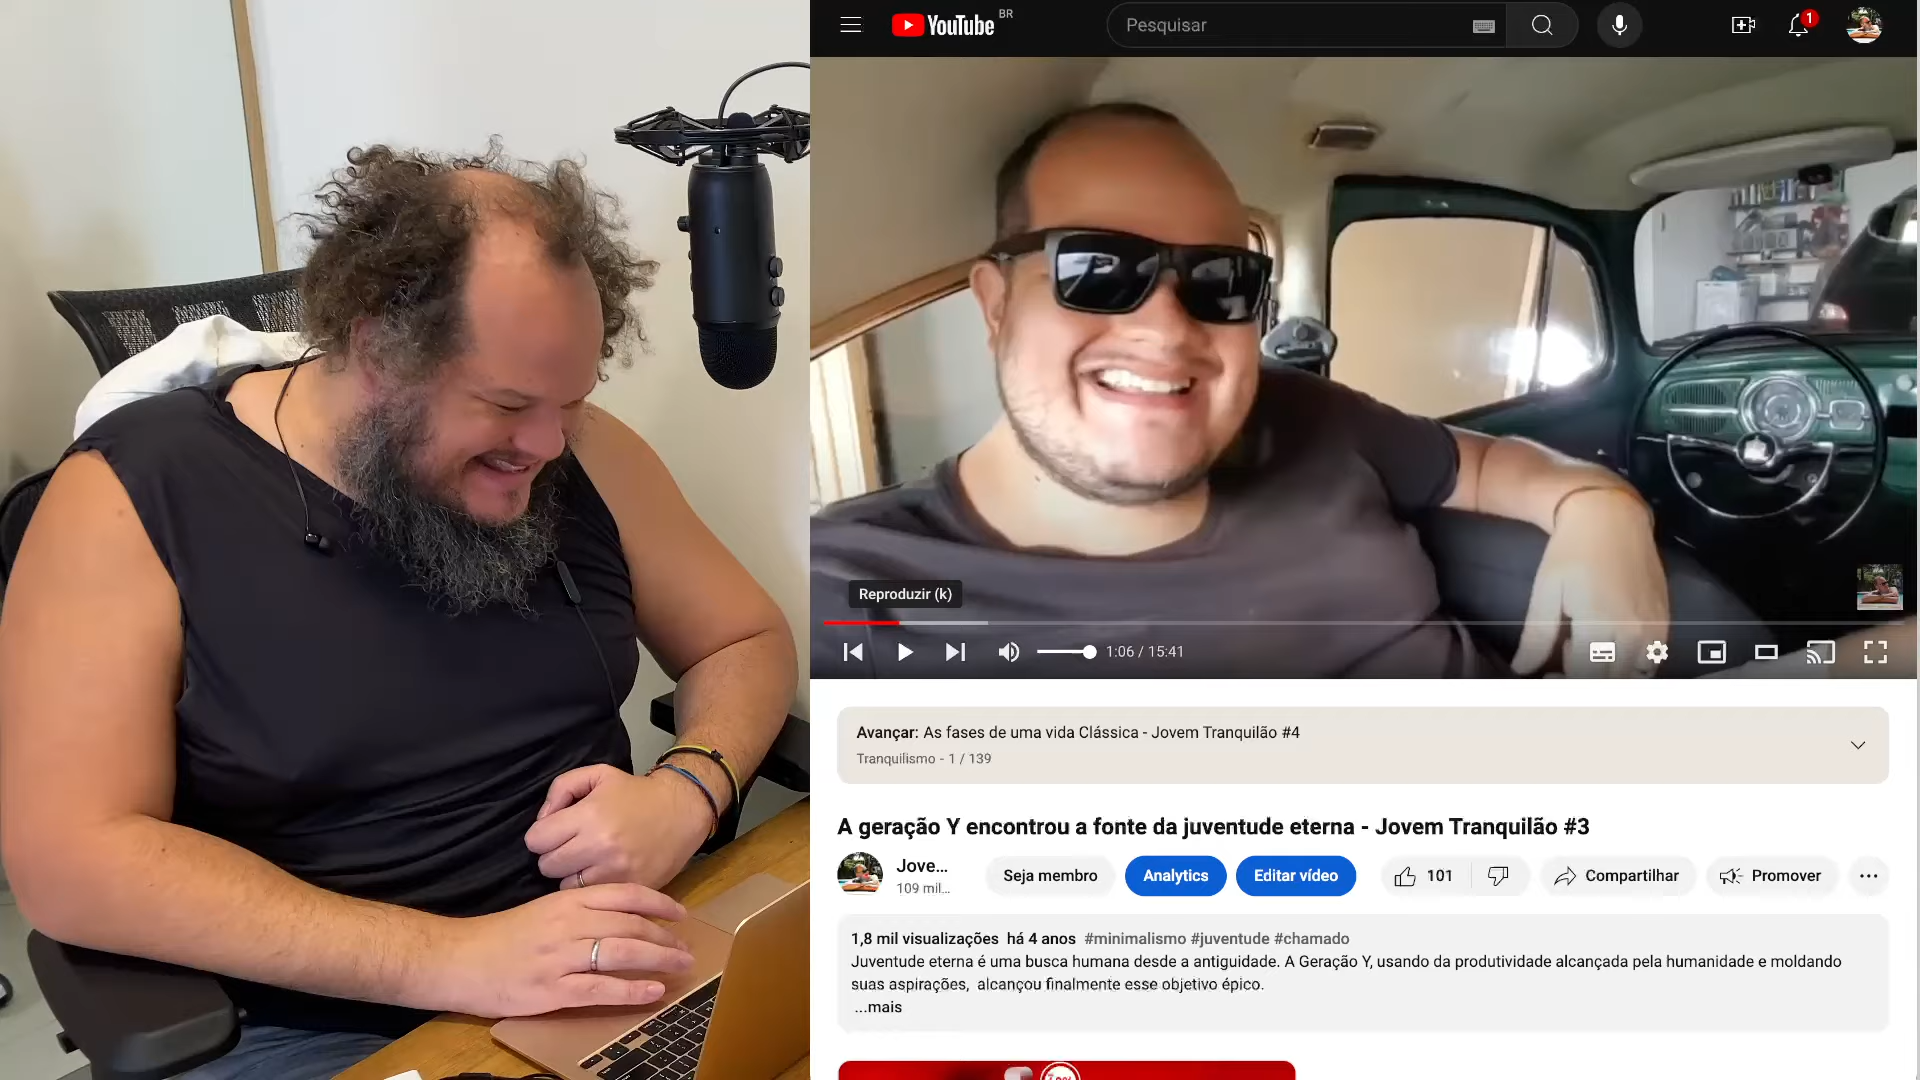 YouTube BR
Pesquisar
1
Reproduzir (k)
1:06 / 15:41
Avançar: As fases de uma vida Clássica - Jovem Tranquilão #4
Tranquilismo - 1 / 139
A geração Y encontrou a fonte da juventude eterna - Jovem Tranquilão #3
Jove...
109 mil...
Seja membro
Analytics
Editar vídeo
101
Compartilhar
Promover
1,8 mil visualizações há 4 anos #minimalismo #juventude #chamado
Juventude eterna é uma busca humana desde a antiguidade. A Geração Y, usando da produtividade alcançada pela humanidade e moldando
suas aspirações, alcançou finalmente esse objetivo épico.
...mais